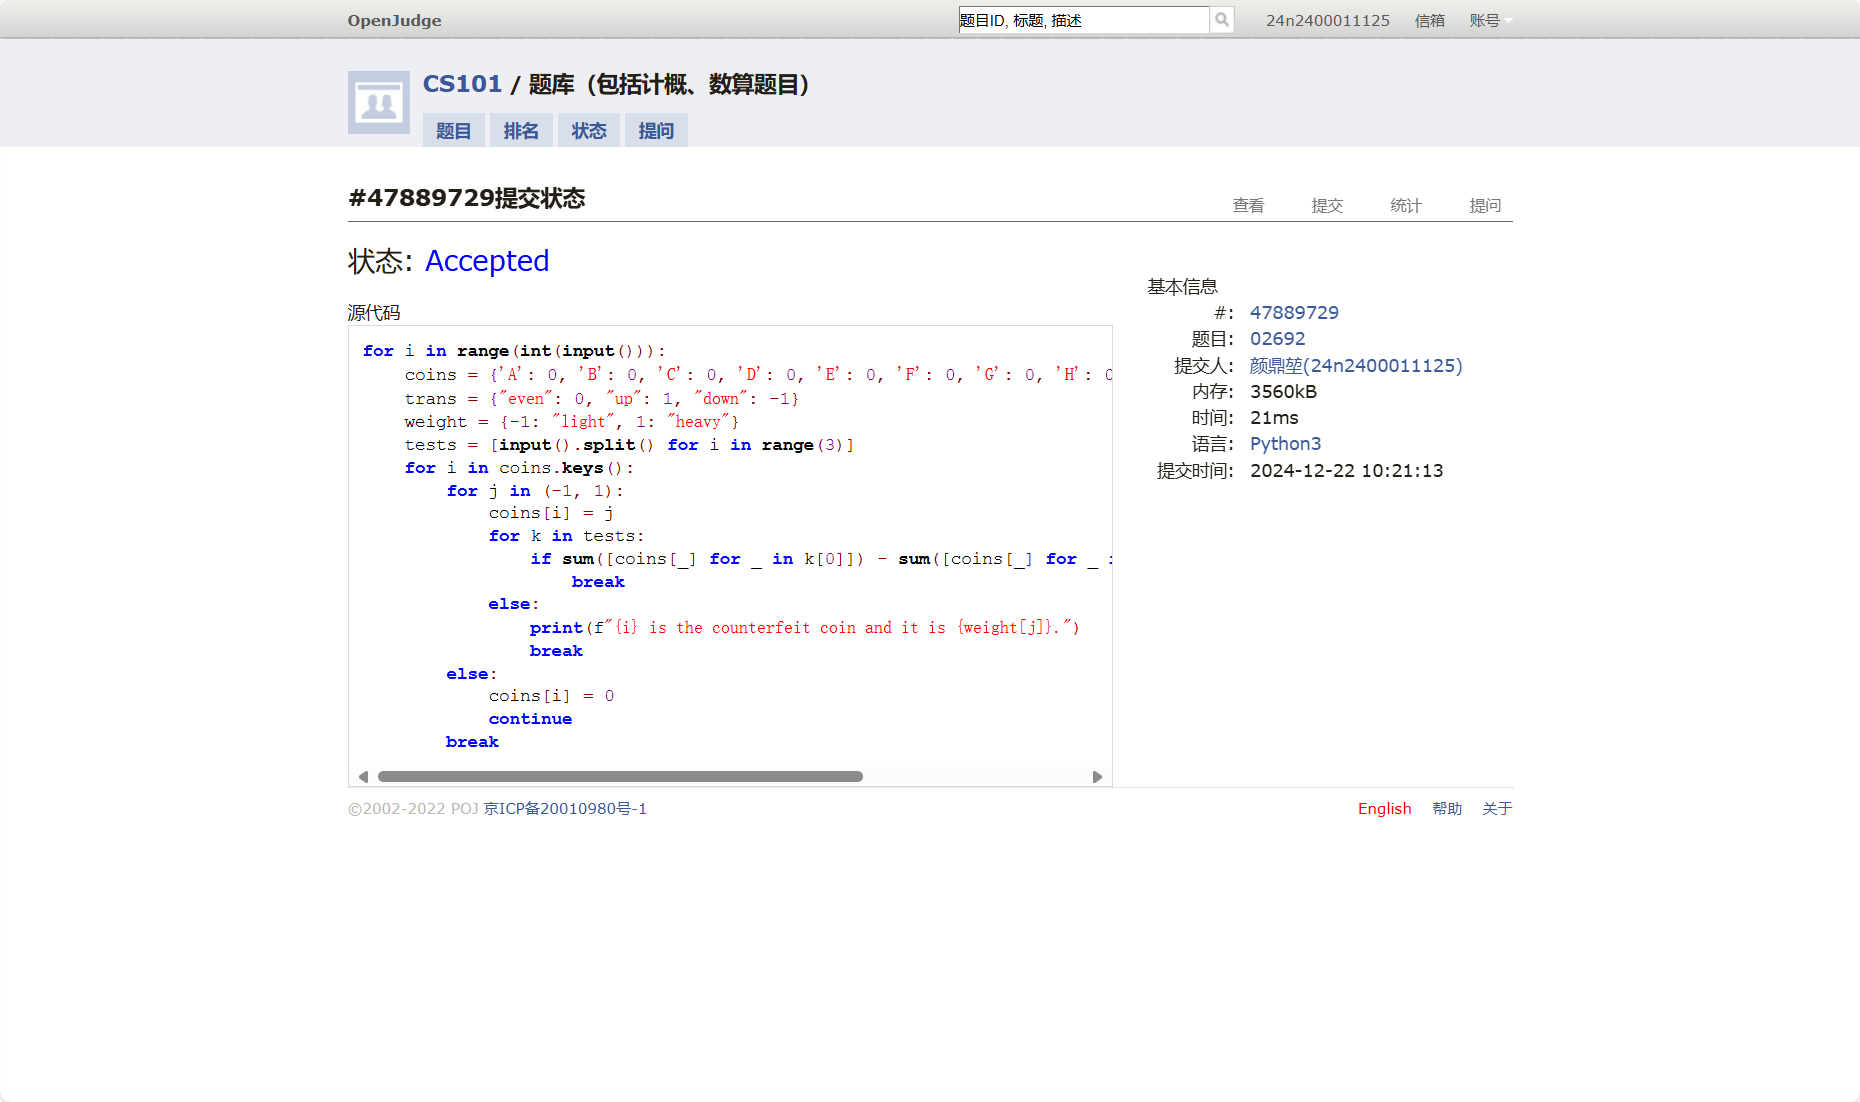 OpenJudge
题目ID, 标题, 描述
24n2400011125 信箱 账号
CS101 / 题库（包括计概、数算题目）
题目 排名 状态 提问
#47889729提交状态
查看 提交 统计 提问
状态: Accepted
基本信息
#: 47889729
题目: 02692
提交人: 颜鼎堃(24n2400011125)
内存: 3560kB
时间: 21ms
语言: Python3
提交时间: 2024-12-22 10:21:13
源代码
for i in range(int(input())):
    coins = {'A': 0, 'B': 0, 'C': 0, 'D': 0, 'E': 0, 'F': 0, 'G': 0, 'H': 0
    trans = {"even": 0, "up": 1, "down": -1}
    weight = {-1: "light", 1: "heavy"}
    tests = [input().split() for i in range(3)]
    for i in coins.keys():
        for j in (-1, 1):
            coins[i] = j
            for k in tests:
                if sum([coins[_] for _ in k[0]]) - sum([coins[_] for _ i
                    break
            else:
                print(f"{i} is the counterfeit coin and it is {weight[j]}.")
                break
        else:
            coins[i] = 0
            continue
        break
©2002-2022 POJ 京ICP备20010980号-1
English 帮助 关于